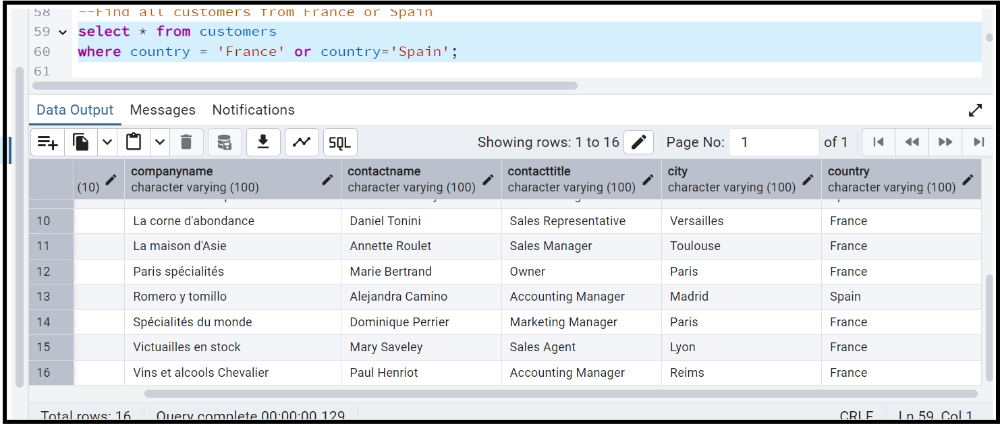 58 --Find all customers from France or Spain
59 select * from customers
60 where country = 'France' or country='Spain';
61
Data Output Messages Notifications
SQL Showing rows: 1 to 16 Page No: 1 of 1
companyname contactname contacttitle city country
(10) character varying (100) character varying (100) character varying (100) character varying (100) character varying (100)
10 La corne d'abondance Daniel Tonini Sales Representative Versailles France
11 La maison d'Asie Annette Roulet Sales Manager Toulouse France
12 Paris spécialités Marie Bertrand Owner Paris France
13 Romero y tomillo Alejandra Camino Accounting Manager Madrid Spain
14 Spécialités du monde Dominique Perrier Marketing Manager Paris France
15 Victuailles en stock Mary Saveley Sales Agent Lyon France
16 Vins et alcools Chevalier Paul Henriot Accounting Manager Reims France
Total rows: 16 Query complete 00:00:00.129 CRLF Ln 59, Col 1